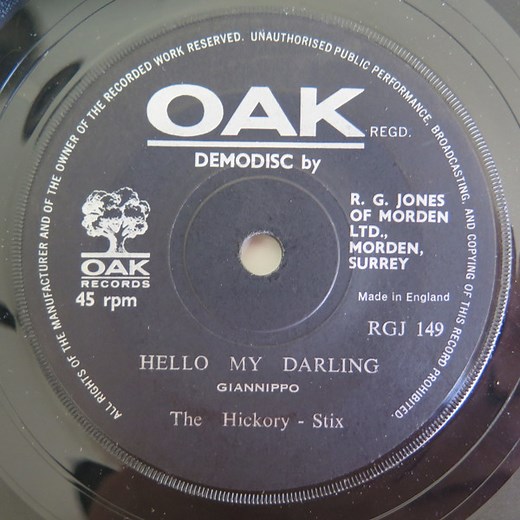 ALL RIGHTS OF THE MANUFACTURER AND OF THE OWNER OF THE RECORDED WORK RESERVED. UNAUTHORISED PUBLIC PERFORMANCE, BROADCASTING, AND COPYING OF THIS RECORD PROHIBITED.
OAK REGD.
DEMODISC by
R. G. JONES
OF MORDEN
LTD.,
MORDEN,
SURREY
OAK
RECORDS
45 rpm
Made in England
RGJ 149
HELLO MY DARLING
GIANNIPPO
The Hickory - Stix